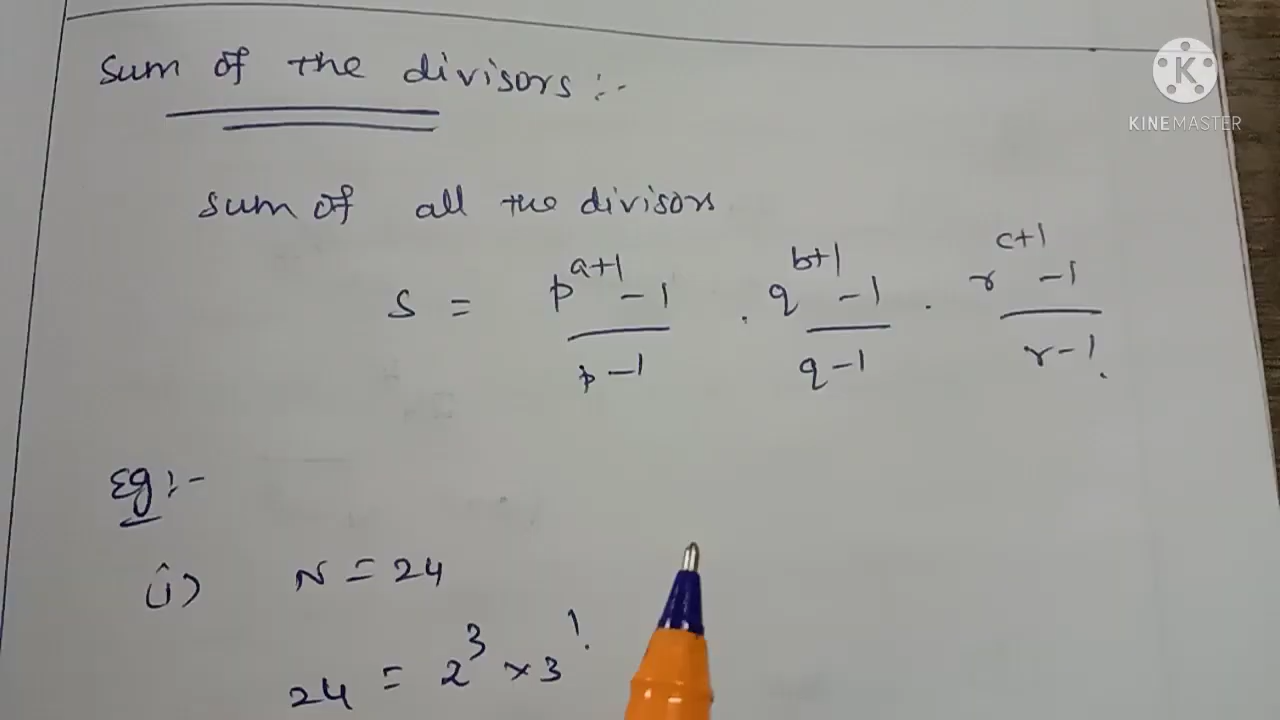 Sum of the divisors :-
KINEMASTER
Sum of all the divisors
S = p^{a+1} - 1 / p - 1 . q^{b+1} - 1 / q - 1 . r^{c+1} - 1 / r - 1.
Eg :-
(i) N = 24
24 = 2^3 × 3^1.